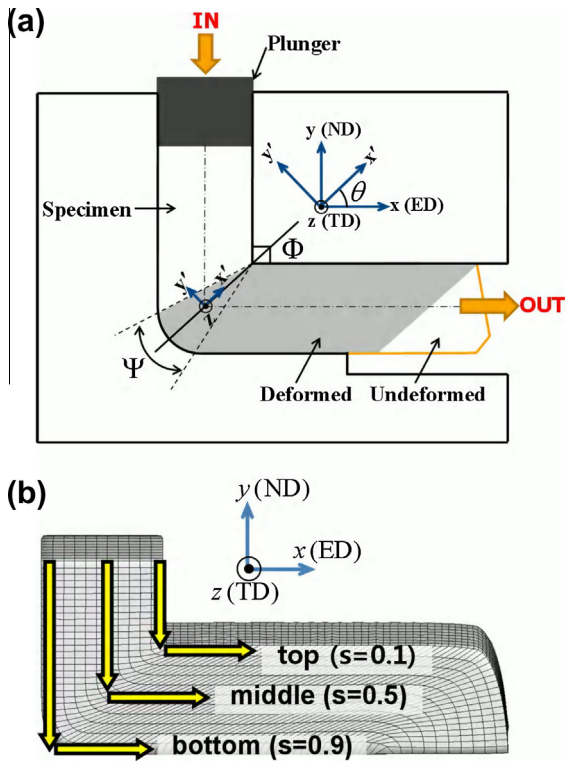 (a)
IN
Plunger
y (ND)
y' x'
θ
x (ED)
z (TD)
Specimen
Φ
y' x'
z
OUT
Ψ
Deformed Undeformed
(b)
y (ND)
x (ED)
z (TD)
top (s=0.1)
middle (s=0.5)
bottom (s=0.9)